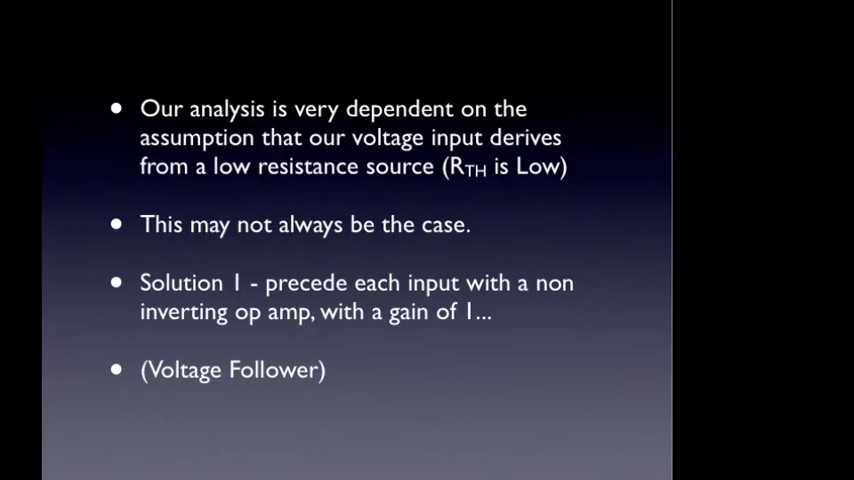 • Our analysis is very dependent on the
assumption that our voltage input derives
from a low resistance source (RTH is Low)
• This may not always be the case.
• Solution 1 - precede each input with a non
inverting op amp, with a gain of 1...
• (Voltage Follower)